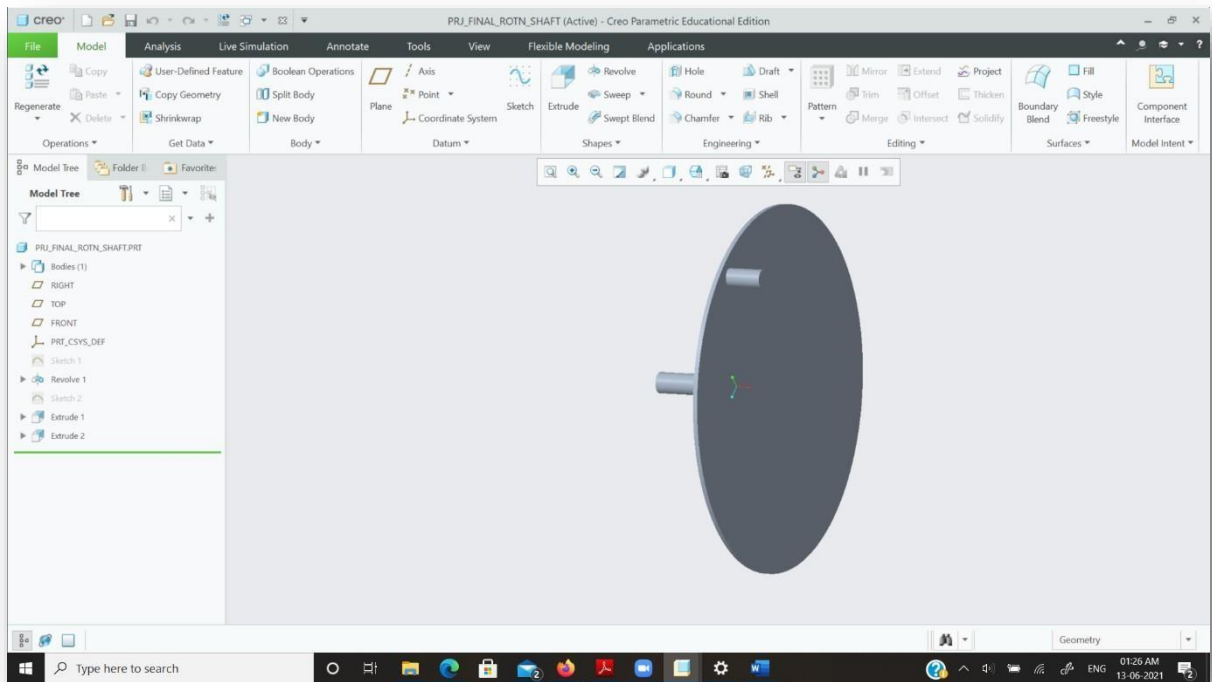 creo PRJ_FINAL_ROTN_SHAFT (Active) - Creo Parametric Educational Edition
File Model Analysis Live Simulation Annotate Tools View Flexible Modeling Applications
Copy User-Defined Feature Boolean Operations Axis Revolve Hole Draft Mirror Extend Project Fill
Paste Copy Geometry Split Body Point Sweep Round Shell Trim Offset Thicken Style
Regenerate Plane Sketch Extrude Pattern Boundary Blend Component Interface
Delete Shrinkwrap New Body Coordinate System Swept Blend Chamfer Rib Merge Intersect Solidify Freestyle
Operations Get Data Body Datum Shapes Engineering Editing Surfaces Model Intent
Model Tree Folder Favorite
Model Tree
PRJ_FINAL_ROTN_SHAFT.PRT
Bodies (1)
RIGHT
TOP
FRONT
PRT_CSYS_DEF
Sketch 1
Revolve 1
Sketch 2
Extrude 1
Extrude 2
Geometry
Type here to search
ENG
01:26 AM
13-06-2021